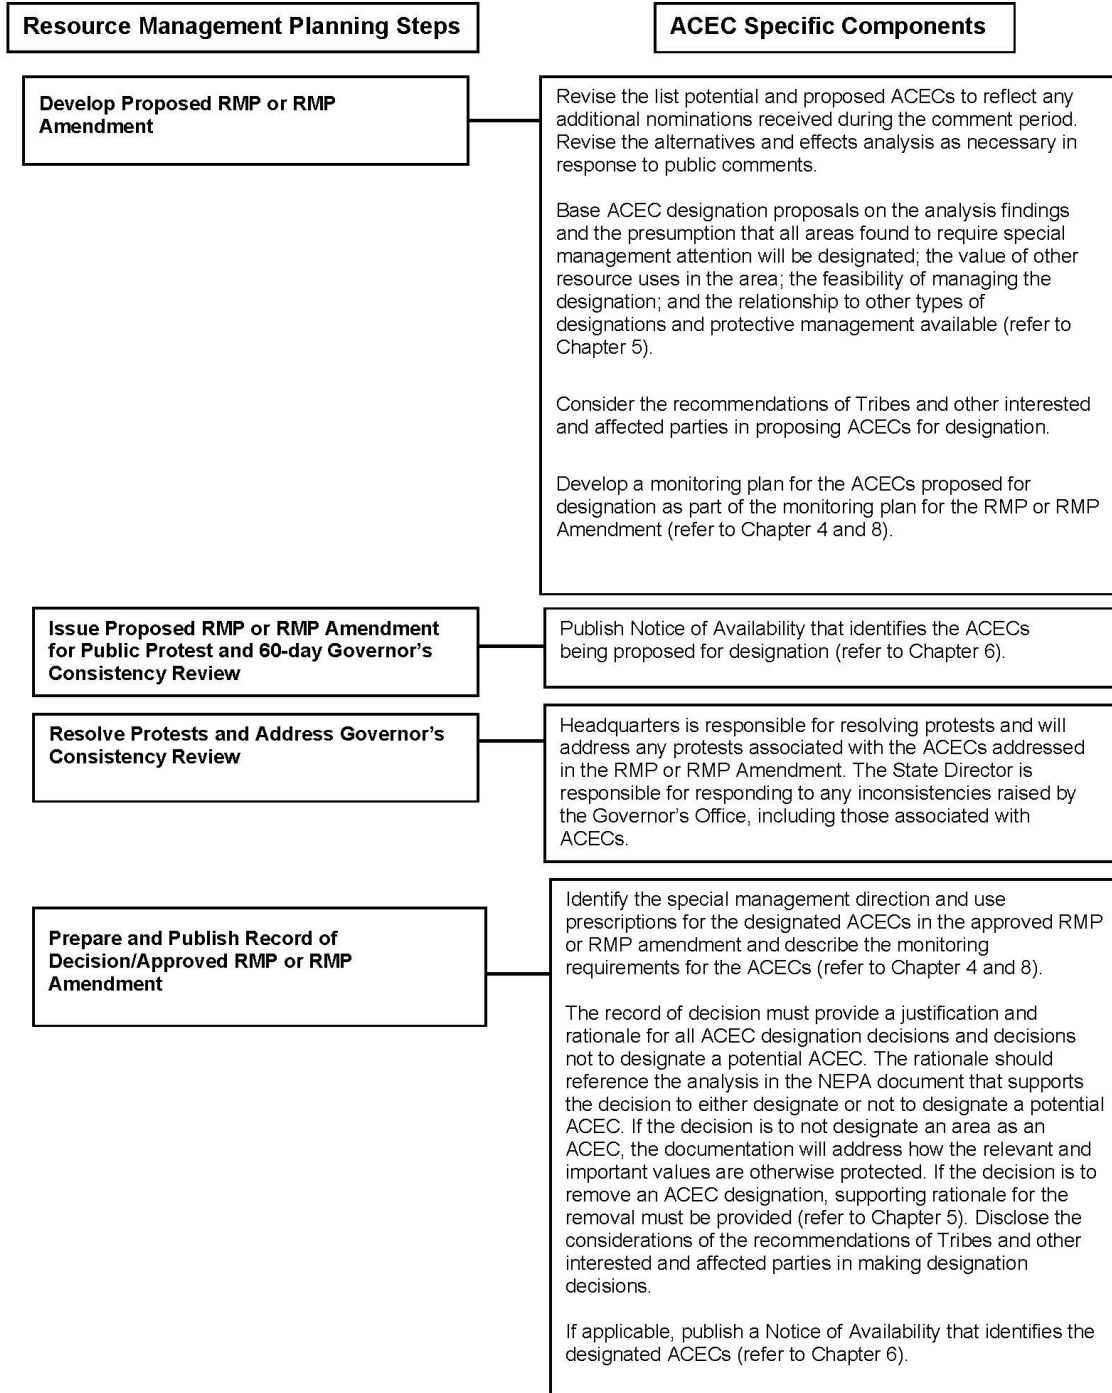 Resource Management Planning Steps
ACEC Specific Components
Develop Proposed RMP or RMP
Amendment
Revise the list potential and proposed ACECs to reflect any
additional nominations received during the comment period.
Revise the alternatives and effects analysis as necessary in
response to public comments.
Base ACEC designation proposals on the analysis findings
and the presumption that all areas found to require special
management attention will be designated; the value of other
resource uses in the area; the feasibility of managing the
designation; and the relationship to other types of
designations and protective management available (refer to
Chapter 5).
Consider the recommendations of Tribes and other interested
and affected parties in proposing ACECs for designation.
Develop a monitoring plan for the ACECs proposed for
designation as part of the monitoring plan for the RMP or RMP
Amendment (refer to Chapter 4 and 8).
Issue Proposed RMP or RMP Amendment
for Public Protest and 60-day Governor's
Consistency Review
Publish Notice of Availability that identifies the ACECs
being proposed for designation (refer to Chapter 6).
Resolve Protests and Address Governor's
Consistency Review
Headquarters is responsible for resolving protests and will
address any protests associated with the ACECs addressed
in the RMP or RMP Amendment. The State Director is
responsible for responding to any inconsistencies raised by
the Governor's Office, including those associated with
ACECs.
Prepare and Publish Record of
Decision/Approved RMP or RMP
Amendment
Identify the special management direction and use
prescriptions for the designated ACECs in the approved RMP
or RMP amendment and describe the monitoring
requirements for the ACECs (refer to Chapter 4 and 8).
The record of decision must provide a justification and
rationale for all ACEC designation decisions and decisions
not to designate a potential ACEC. The rationale should
reference the analysis in the NEPA document that supports
the decision to either designate or not to designate a potential
ACEC. If the decision is to not designate an area as an
ACEC, the documentation will address how the relevant and
important values are otherwise protected. If the decision is to
remove an ACEC designation, supporting rationale for the
removal must be provided (refer to Chapter 5). Disclose the
considerations of the recommendations of Tribes and other
interested and affected parties in making designation
decisions.
If applicable, publish a Notice of Availability that identifies the
designated ACECs (refer to Chapter 6).